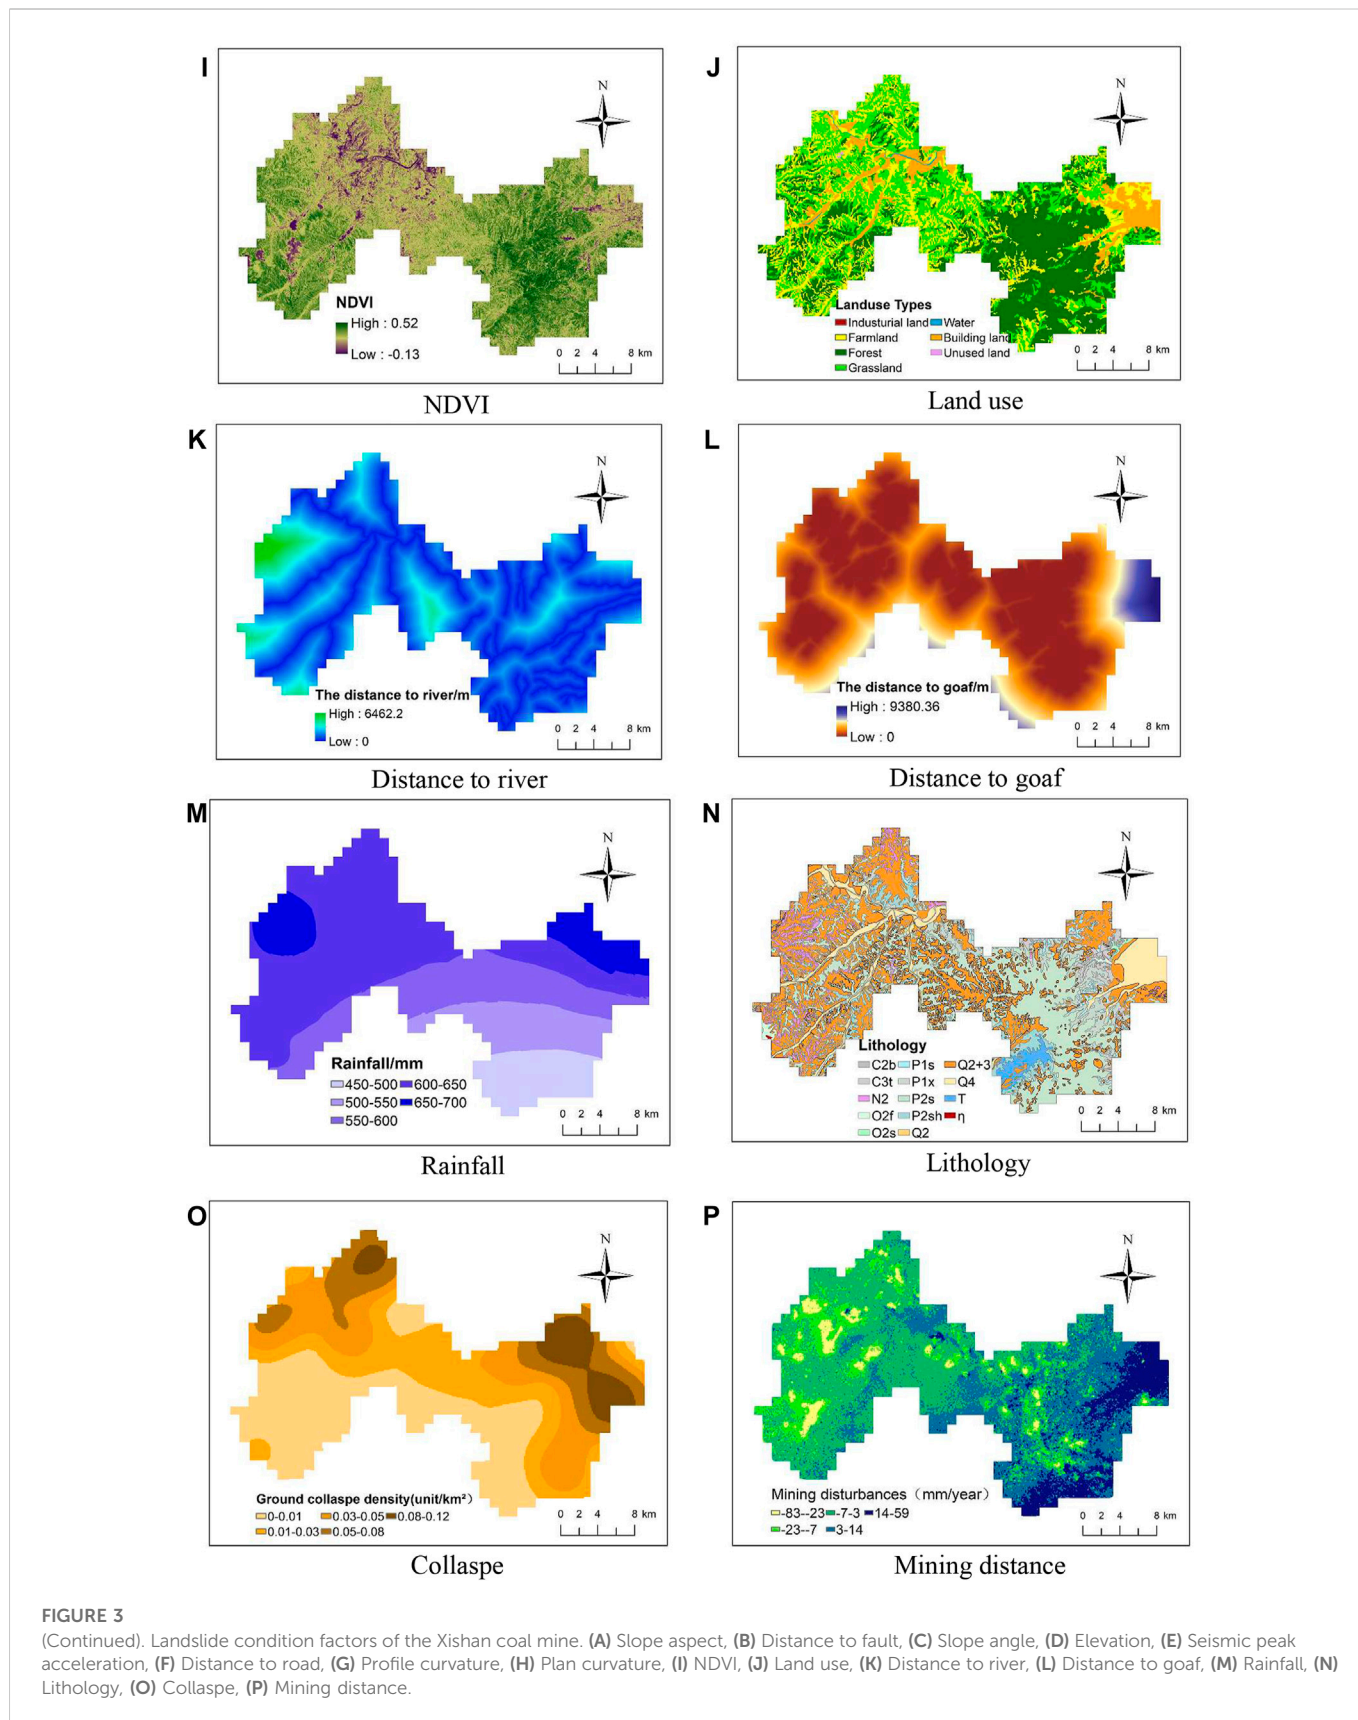 I
N
NDVI
High : 0.52
Low : -0.13
0 2 4 8 km
NDVI
J
N
Landuse Types
Industurial land Water
Farmland Building land
Forest Unused land
Grassland
0 2 4 8 km
Land use
K
N
The distance to river/m
High : 6462.2
Low : 0
0 2 4 8 km
Distance to river
L
N
The distance to goaf/m
High : 9380.36
Low : 0
0 2 4 8 km
Distance to goaf
M
N
Rainfall/mm
450-500 600-650
500-550 650-700
550-600
0 2 4 8 km
Rainfall
N
N
Lithology
C2b P1s Q2+3
C3t P1x Q4
N2 P2s T
O2f P2sh η
O2s Q2
0 2 4 8 km
Lithology
O
N
Ground collaspe density(unit/km²)
0-0.01 0.03-0.05 0.08-0.12
0.01-0.03 0.05-0.08
0 2 4 8 km
Collaspe
P
N
Mining disturbances（mm/year）
-83--23 -7-3 14-59
-23--7 3-14
0 2 4 8 km
Mining distance
FIGURE 3
(Continued). Landslide condition factors of the Xishan coal mine. (A) Slope aspect, (B) Distance to fault, (C) Slope angle, (D) Elevation, (E) Seismic peak
acceleration, (F) Distance to road, (G) Profile curvature, (H) Plan curvature, (I) NDVI, (J) Land use, (K) Distance to river, (L) Distance to goaf, (M) Rainfall, (N)
Lithology, (O) Collaspe, (P) Mining distance.